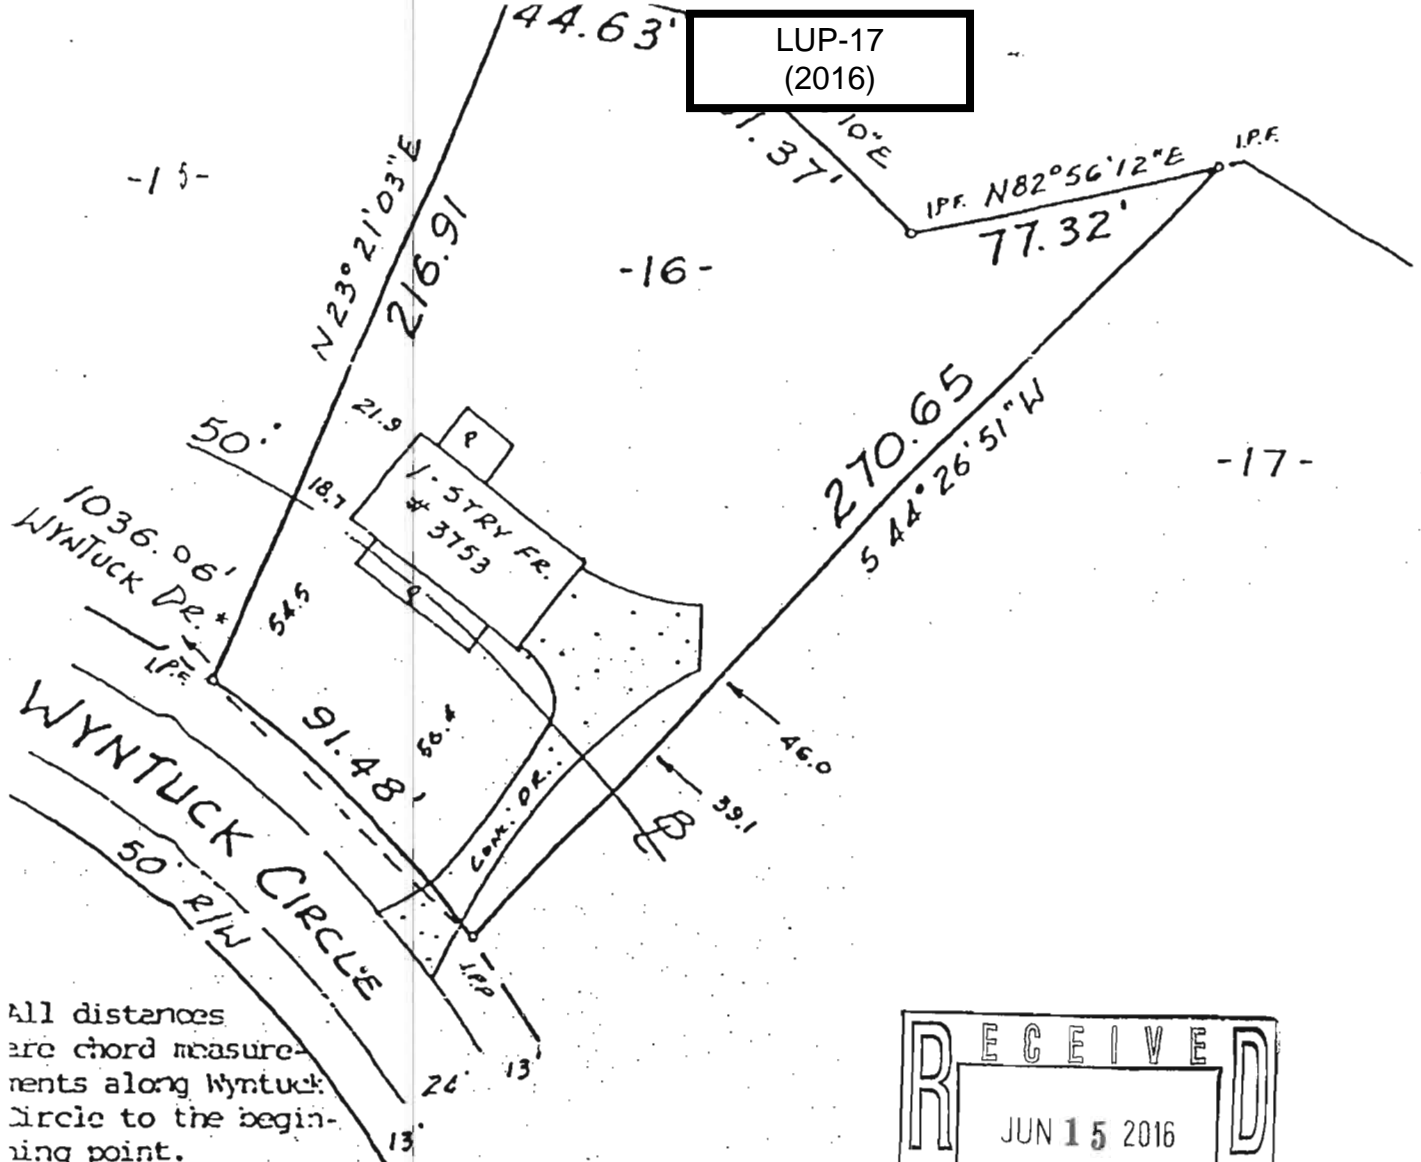 44.63'
LUP-17
(2016)
10"E
1.37'
I.P.F.
N82°56'12"E
I.P.F.
77.32'
-15-
N23°21'03"E
216.91
-16-
270.65
S 44°26'51"W
-17-
21.9
50'
18.7
P
1-STRY FR.
# 3753
P
1036.06'
WYNTUCK DR.*
54.5
I.P.F.
91.48'
50.4
CONC. DR.
46.0
39.1
B
WYNTUCK CIRCLE
50' R/W
I.P.P
13'
26'
13'
All distances
are chord measure-
ments along Wyntuck
Circle to the begin-
ning point.
RECEIVED
JUN 15 2016